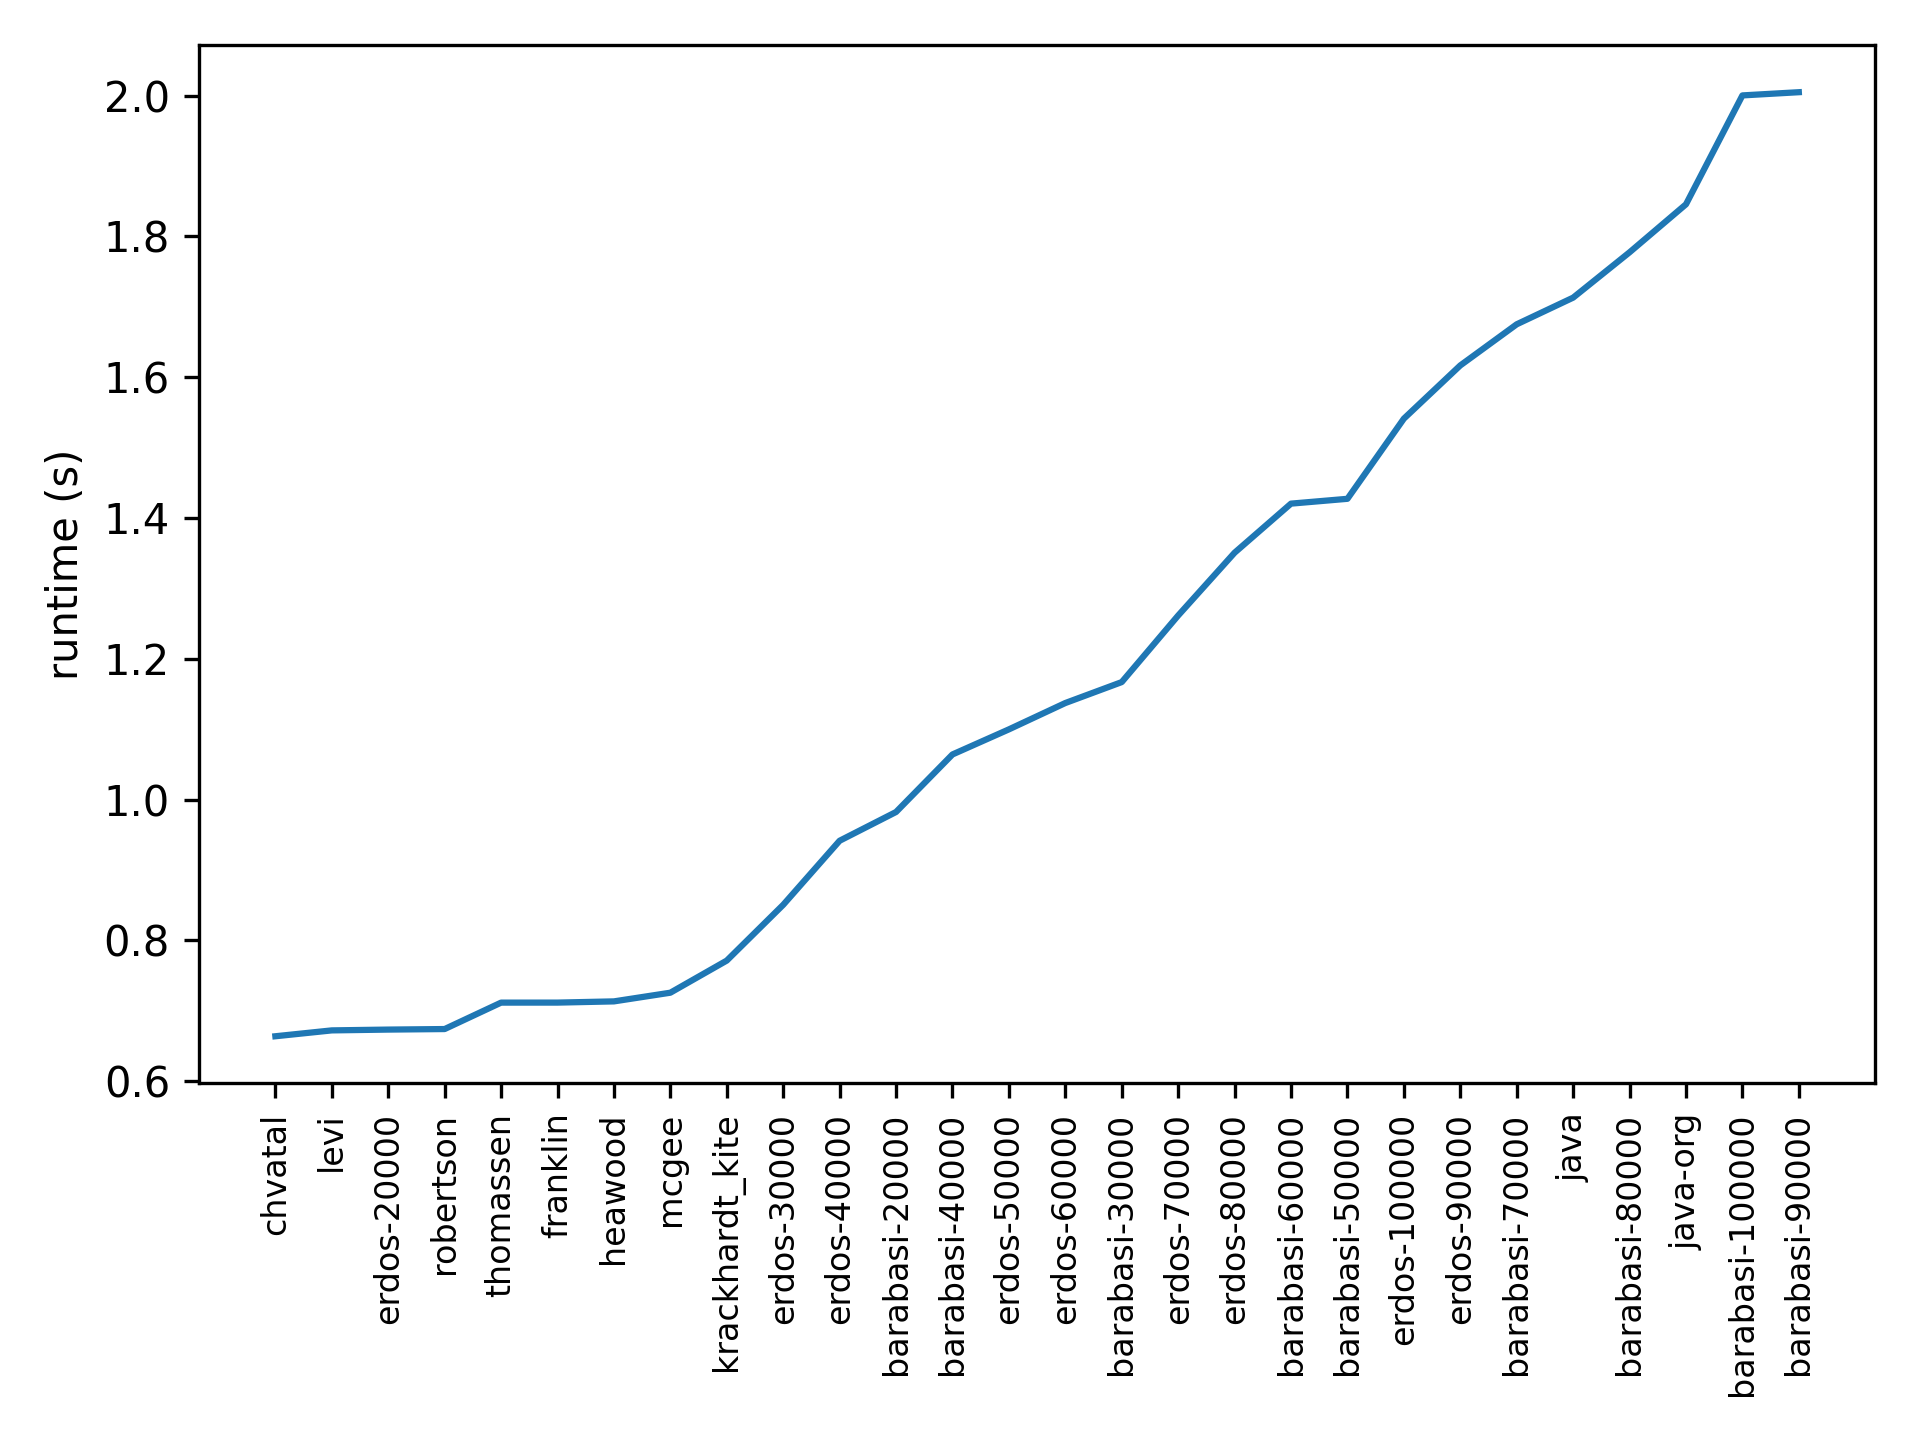 2.0
1.8
1.6
1.4
1.2
1.0
0.8
0.6
runtime (s)
chvatal
levi
erdos-20000
robertson
thomassen
franklin
heawood
mcgee
krackhardt_kite
erdos-30000
erdos-40000
barabasi-20000
barabasi-40000
erdos-50000
erdos-60000
barabasi-30000
erdos-70000
erdos-80000
barabasi-60000
barabasi-50000
erdos-100000
erdos-90000
barabasi-70000
java
barabasi-80000
java-org
barabasi-100000
barabasi-90000